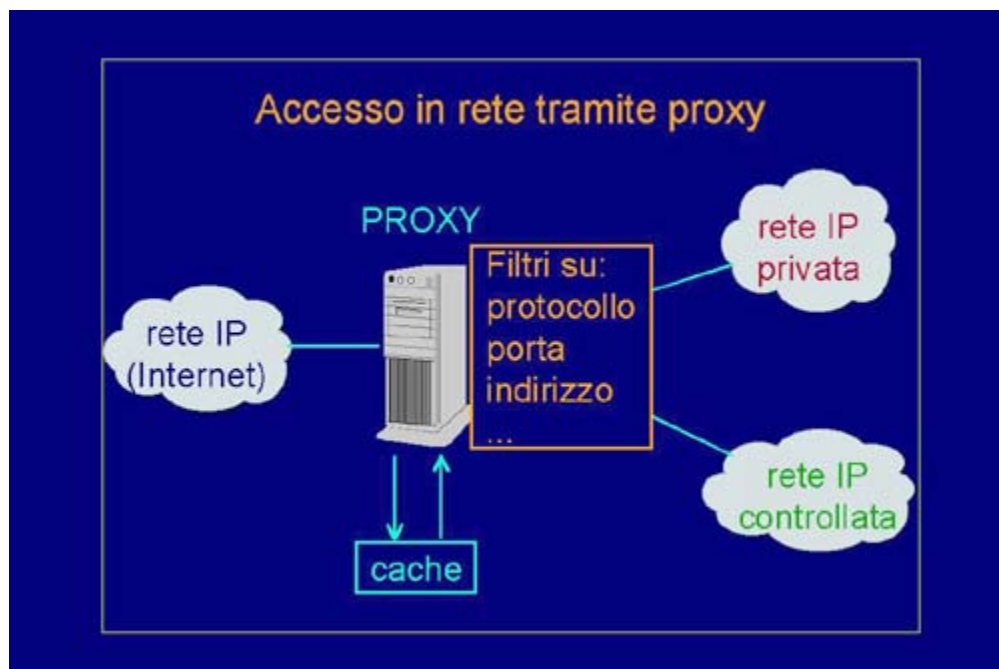 Accesso in rete tramite proxy
PROXY
rete IP
(Internet)
Filtri su:
protocollo
porta
indirizzo
...
rete IP
privata
rete IP
controllata
cache